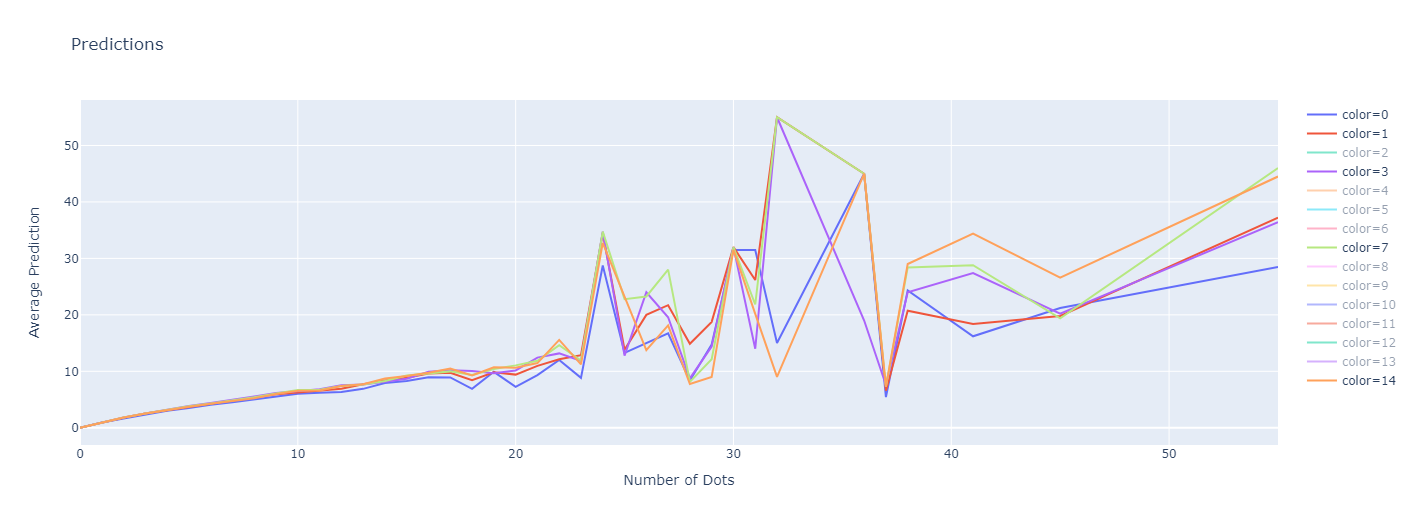 Predictions
50
40
30
20
10
0
Average Prediction
0 10 20 30 40 50
Number of Dots
color=0
color=1
color=2
color=3
color=4
color=5
color=6
color=7
color=8
color=9
color=10
color=11
color=12
color=13
color=14